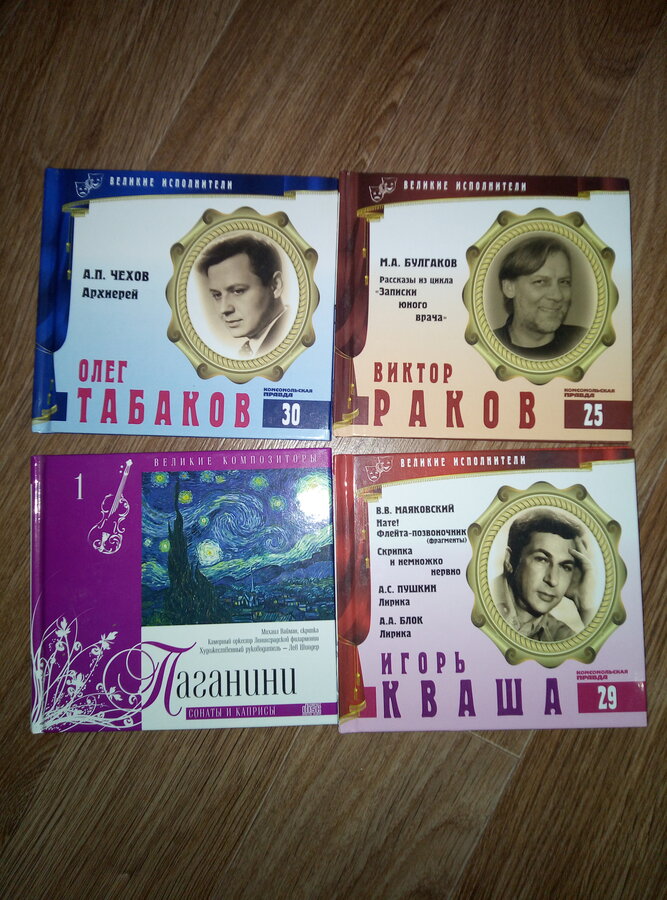 ВЕЛИКИЕ ИСПОЛНИТЕЛИ
А.П. ЧЕХОВ
Архиерей
ОЛЕГ
ТАБАКОВ
КОМСОМОЛЬСКАЯ
ПРАВДА
30
ВЕЛИКИЕ ИСПОЛНИТЕЛИ
М.А. БУЛГАКОВ
Рассказы из цикла
«Записки
юного
врача»
ВИКТОР
РАКОВ
КОМСОМОЛЬСКАЯ
ПРАВДА
25
1
ВЕЛИКИЕ КОМПОЗИТОРЫ
Михаил Вайман, скрипка
Камерный оркестр Ленинградской филармонии
Художественный руководитель – Лев Шиндер
Паганини
СОНАТЫ И КАПРИСЫ
ВЕЛИКИЕ ИСПОЛНИТЕЛИ
В.В. МАЯКОВСКИЙ
Нате!
Флейта-позвоночник
(фрагменты)
Скрипка
и немножко
нервно
А.С. ПУШКИН
Лирика
А.А. БЛОК
Лирика
ИГОРЬ
КВАША
КОМСОМОЛЬСКАЯ
ПРАВДА
29